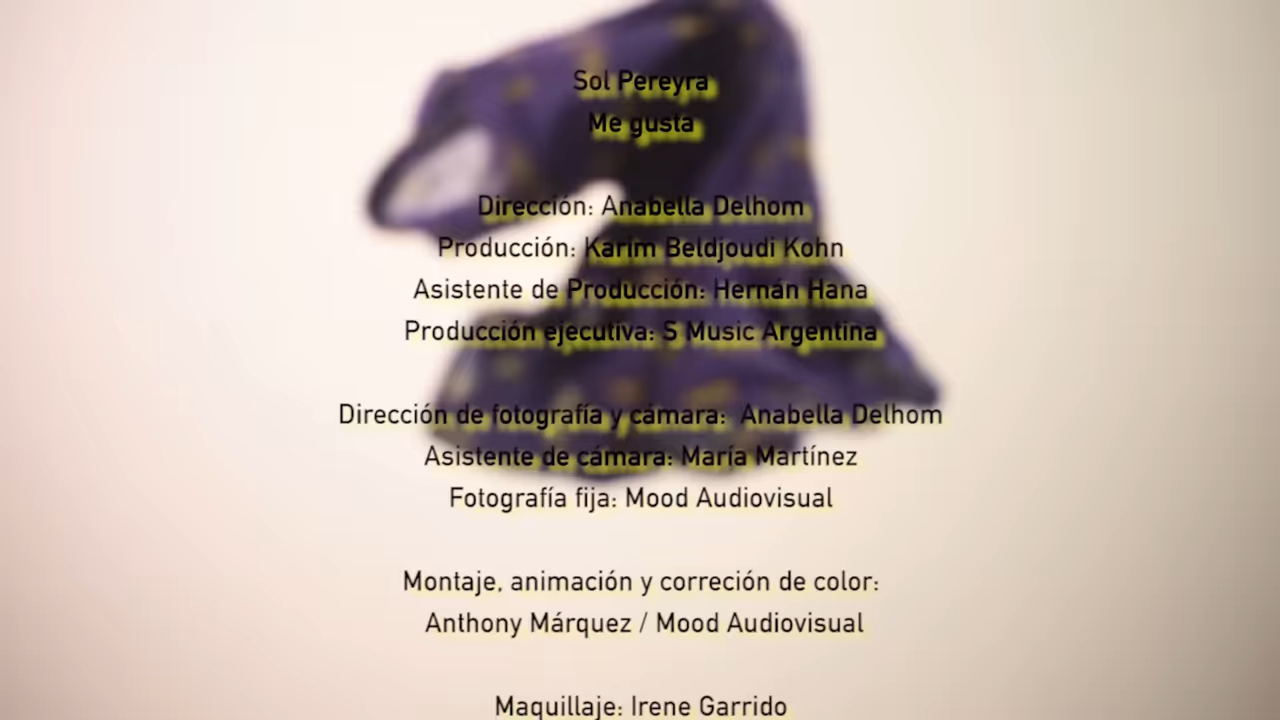 Sol Pereyra
Me gusta
Dirección: Anabella Delhom
Producción: Karim Beldjoudi Kohn
Asistente de Producción: Hernán Hana
Producción ejecutiva: S Music Argentina
Dirección de fotografía y cámara: Anabella Delhom
Asistente de cámara: María Martínez
Fotografía fija: Mood Audiovisual
Montaje, animación y correción de color:
Anthony Márquez / Mood Audiovisual
Maquillaje: Irene Garrido